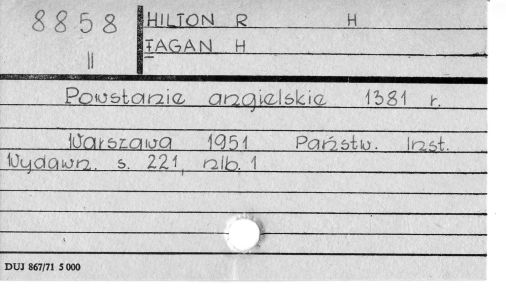 8858 HILTON R H
II FAGAN H
Powstanie angielskie 1381 r.
Warszawa 1951 Państw. Inst.
Wydawn. s. 221, nlb. 1
DUJ 867/71 5 000